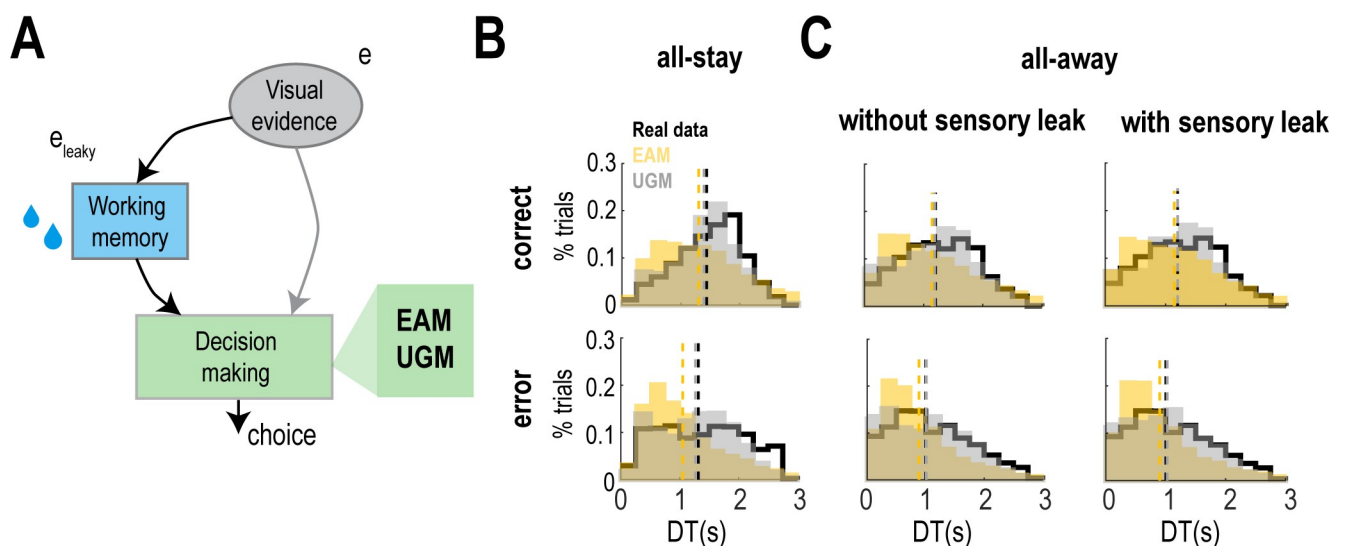 A
e
Visual
evidence
e leaky
Working
memory
Decision
making
EAM
UGM
choice
B
all-stay
C
all-away
without sensory leak
with sensory leak
Real data
EAM
UGM
correct
% trials
0.3
0.2
0.1
0
error
% trials
0.3
0.2
0.1
0
0 1 2 3
DT(s)
0 1 2 3
DT(s)
0 1 2 3
DT(s)